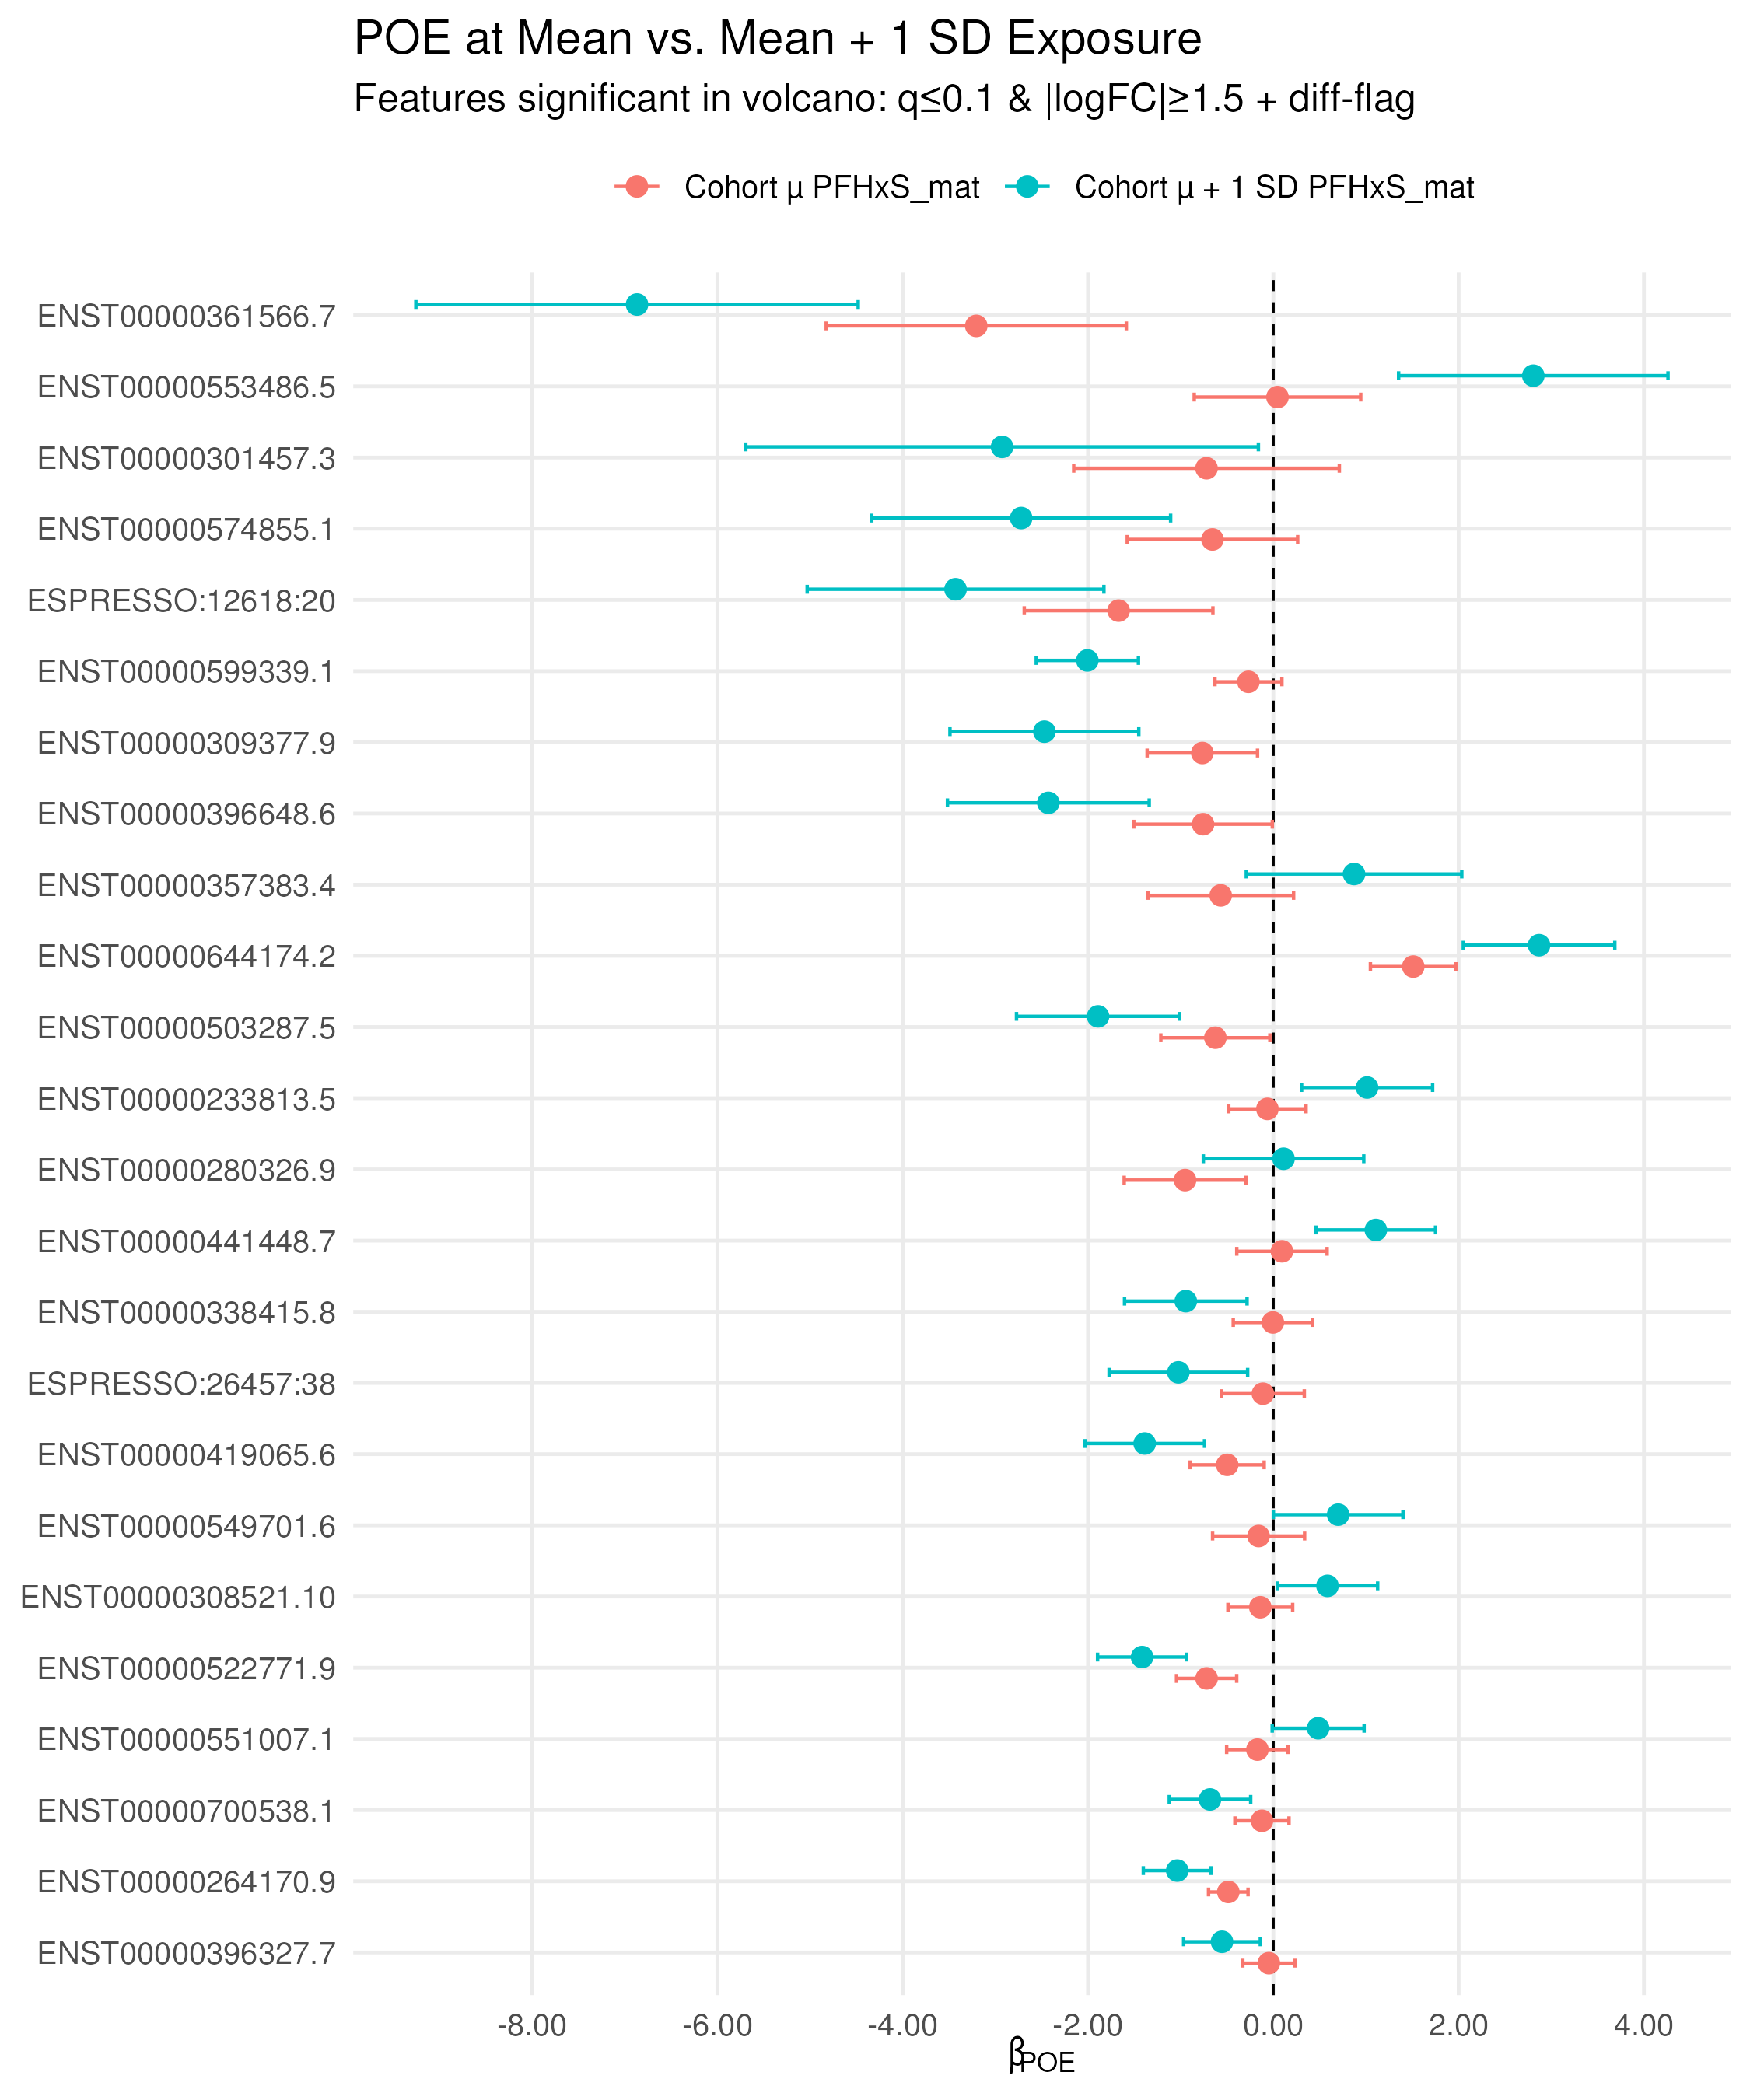 POE at Mean vs. Mean + 1 SD Exposure
Features significant in volcano: q≤0.1 & |logFC|≥1.5 + diff-flag
Cohort μ PFHxS_mat Cohort μ + 1 SD PFHxS_mat
ENST00000361566.7
ENST00000553486.5
ENST00000301457.3
ENST00000574855.1
ESPRESSO:12618:20
ENST00000599339.1
ENST00000309377.9
ENST00000396648.6
ENST00000357383.4
ENST00000644174.2
ENST00000503287.5
ENST00000233813.5
ENST00000280326.9
ENST00000441448.7
ENST00000338415.8
ESPRESSO:26457:38
ENST00000419065.6
ENST00000549701.6
ENST00000308521.10
ENST00000522771.9
ENST00000551007.1
ENST00000700538.1
ENST00000264170.9
ENST00000396327.7
-8.00 -6.00 -4.00 -2.00 0.00 2.00 4.00
βPOE